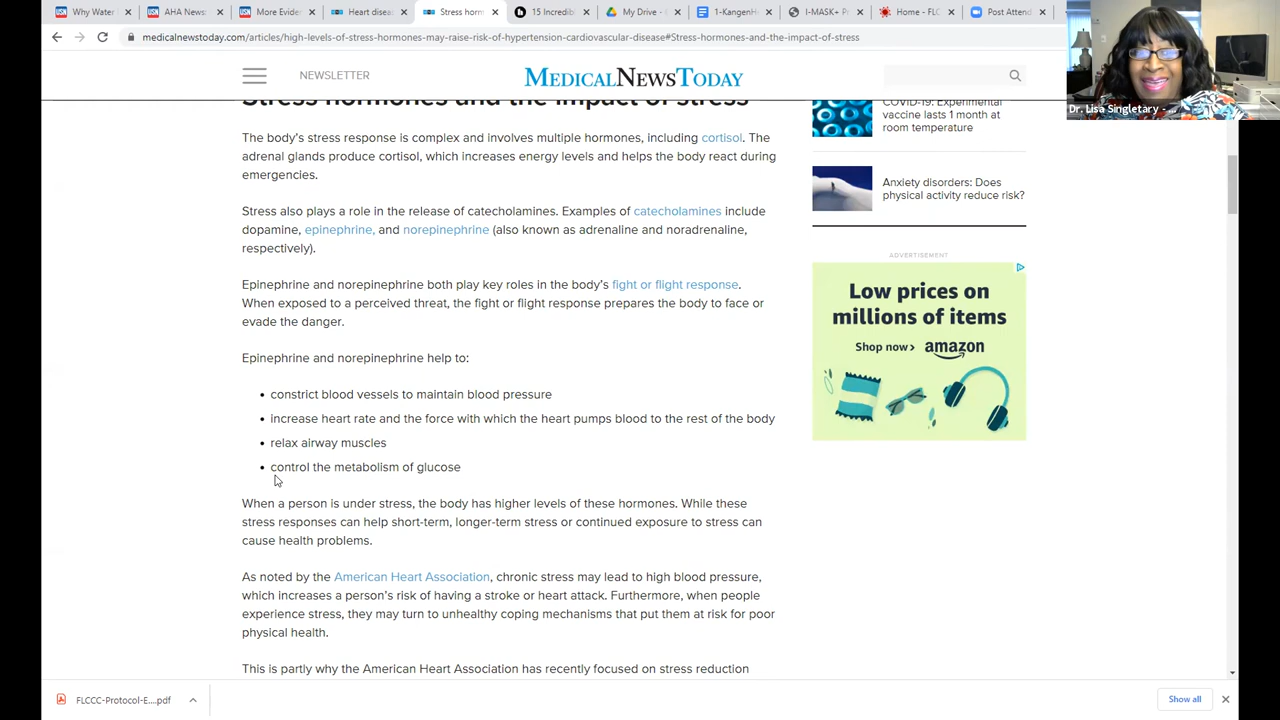 Why Water
AHA News:
More Eviden
Heart disea
Stress horm
15 Incredib
My Drive -
1-KangenH
I-MASK+ P
Home - FLC
Post Attend
medicalnewstoday.com/articles/high-levels-of-stress-hormones-may-raise-risk-of-hypertension-cardiovascular-disease#Stress-hormones-and-the-impact-of-stress
NEWSLETTER
MEDICALNEWSTODAY
Dr. Lisa Singletary -
Stress hormones and the impact of stress
The body's stress response is complex and involves multiple hormones, including cortisol. The
adrenal glands produce cortisol, which increases energy levels and helps the body react during
emergencies.
Stress also plays a role in the release of catecholamines. Examples of catecholamines include
dopamine, epinephrine, and norepinephrine (also known as adrenaline and noradrenaline,
respectively).
Epinephrine and norepinephrine both play key roles in the body's fight or flight response.
When exposed to a perceived threat, the fight or flight response prepares the body to face or
evade the danger.
Epinephrine and norepinephrine help to:
• constrict blood vessels to maintain blood pressure
• increase heart rate and the force with which the heart pumps blood to the rest of the body
• relax airway muscles
• control the metabolism of glucose
When a person is under stress, the body has higher levels of these hormones. While these
stress responses can help short-term, longer-term stress or continued exposure to stress can
cause health problems.
As noted by the American Heart Association, chronic stress may lead to high blood pressure,
which increases a person's risk of having a stroke or heart attack. Furthermore, when people
experience stress, they may turn to unhealthy coping mechanisms that put them at risk for poor
physical health.
This is partly why the American Heart Association has recently focused on stress reduction
COVID-19: Experimental
vaccine lasts 1 month at
room temperature
Anxiety disorders: Does
physical activity reduce risk?
ADVERTISEMENT
Low prices on
millions of items
Shop now› amazon
FLCCC-Protocol-E....pdf
Show all